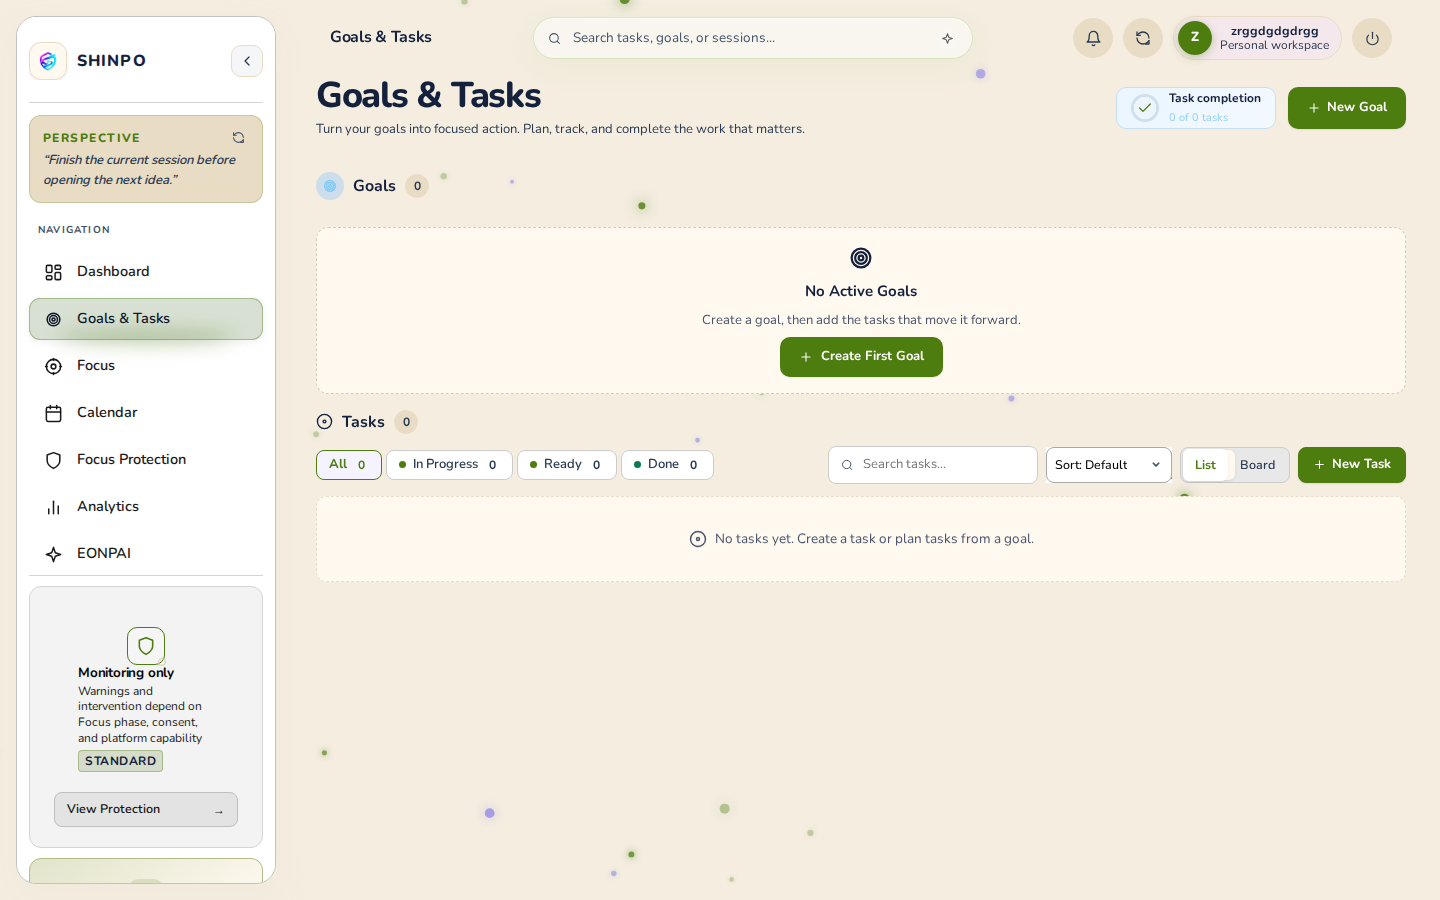 SHINPO
PERSPECTIVE
“Finish the current session before
opening the next idea.”
NAVIGATION
Dashboard
Goals & Tasks
Focus
Calendar
Focus Protection
Analytics
EONPAI
Monitoring only
Warnings and
intervention depend on
Focus phase, consent,
and platform capability
STANDARD
View Protection →
Goals & Tasks
Search tasks, goals, or sessions...
Z
zrggdgdgdrgg
Personal workspace
Goals & Tasks
Turn your goals into focused action. Plan, track, and complete the work that matters.
Task completion
0 of 0 tasks
New Goal
Goals 0
No Active Goals
Create a goal, then add the tasks that move it forward.
Create First Goal
Tasks 0
All 0
In Progress 0
Ready 0
Done 0
Search tasks...
Sort: Default
List
Board
New Task
No tasks yet. Create a task or plan tasks from a goal.